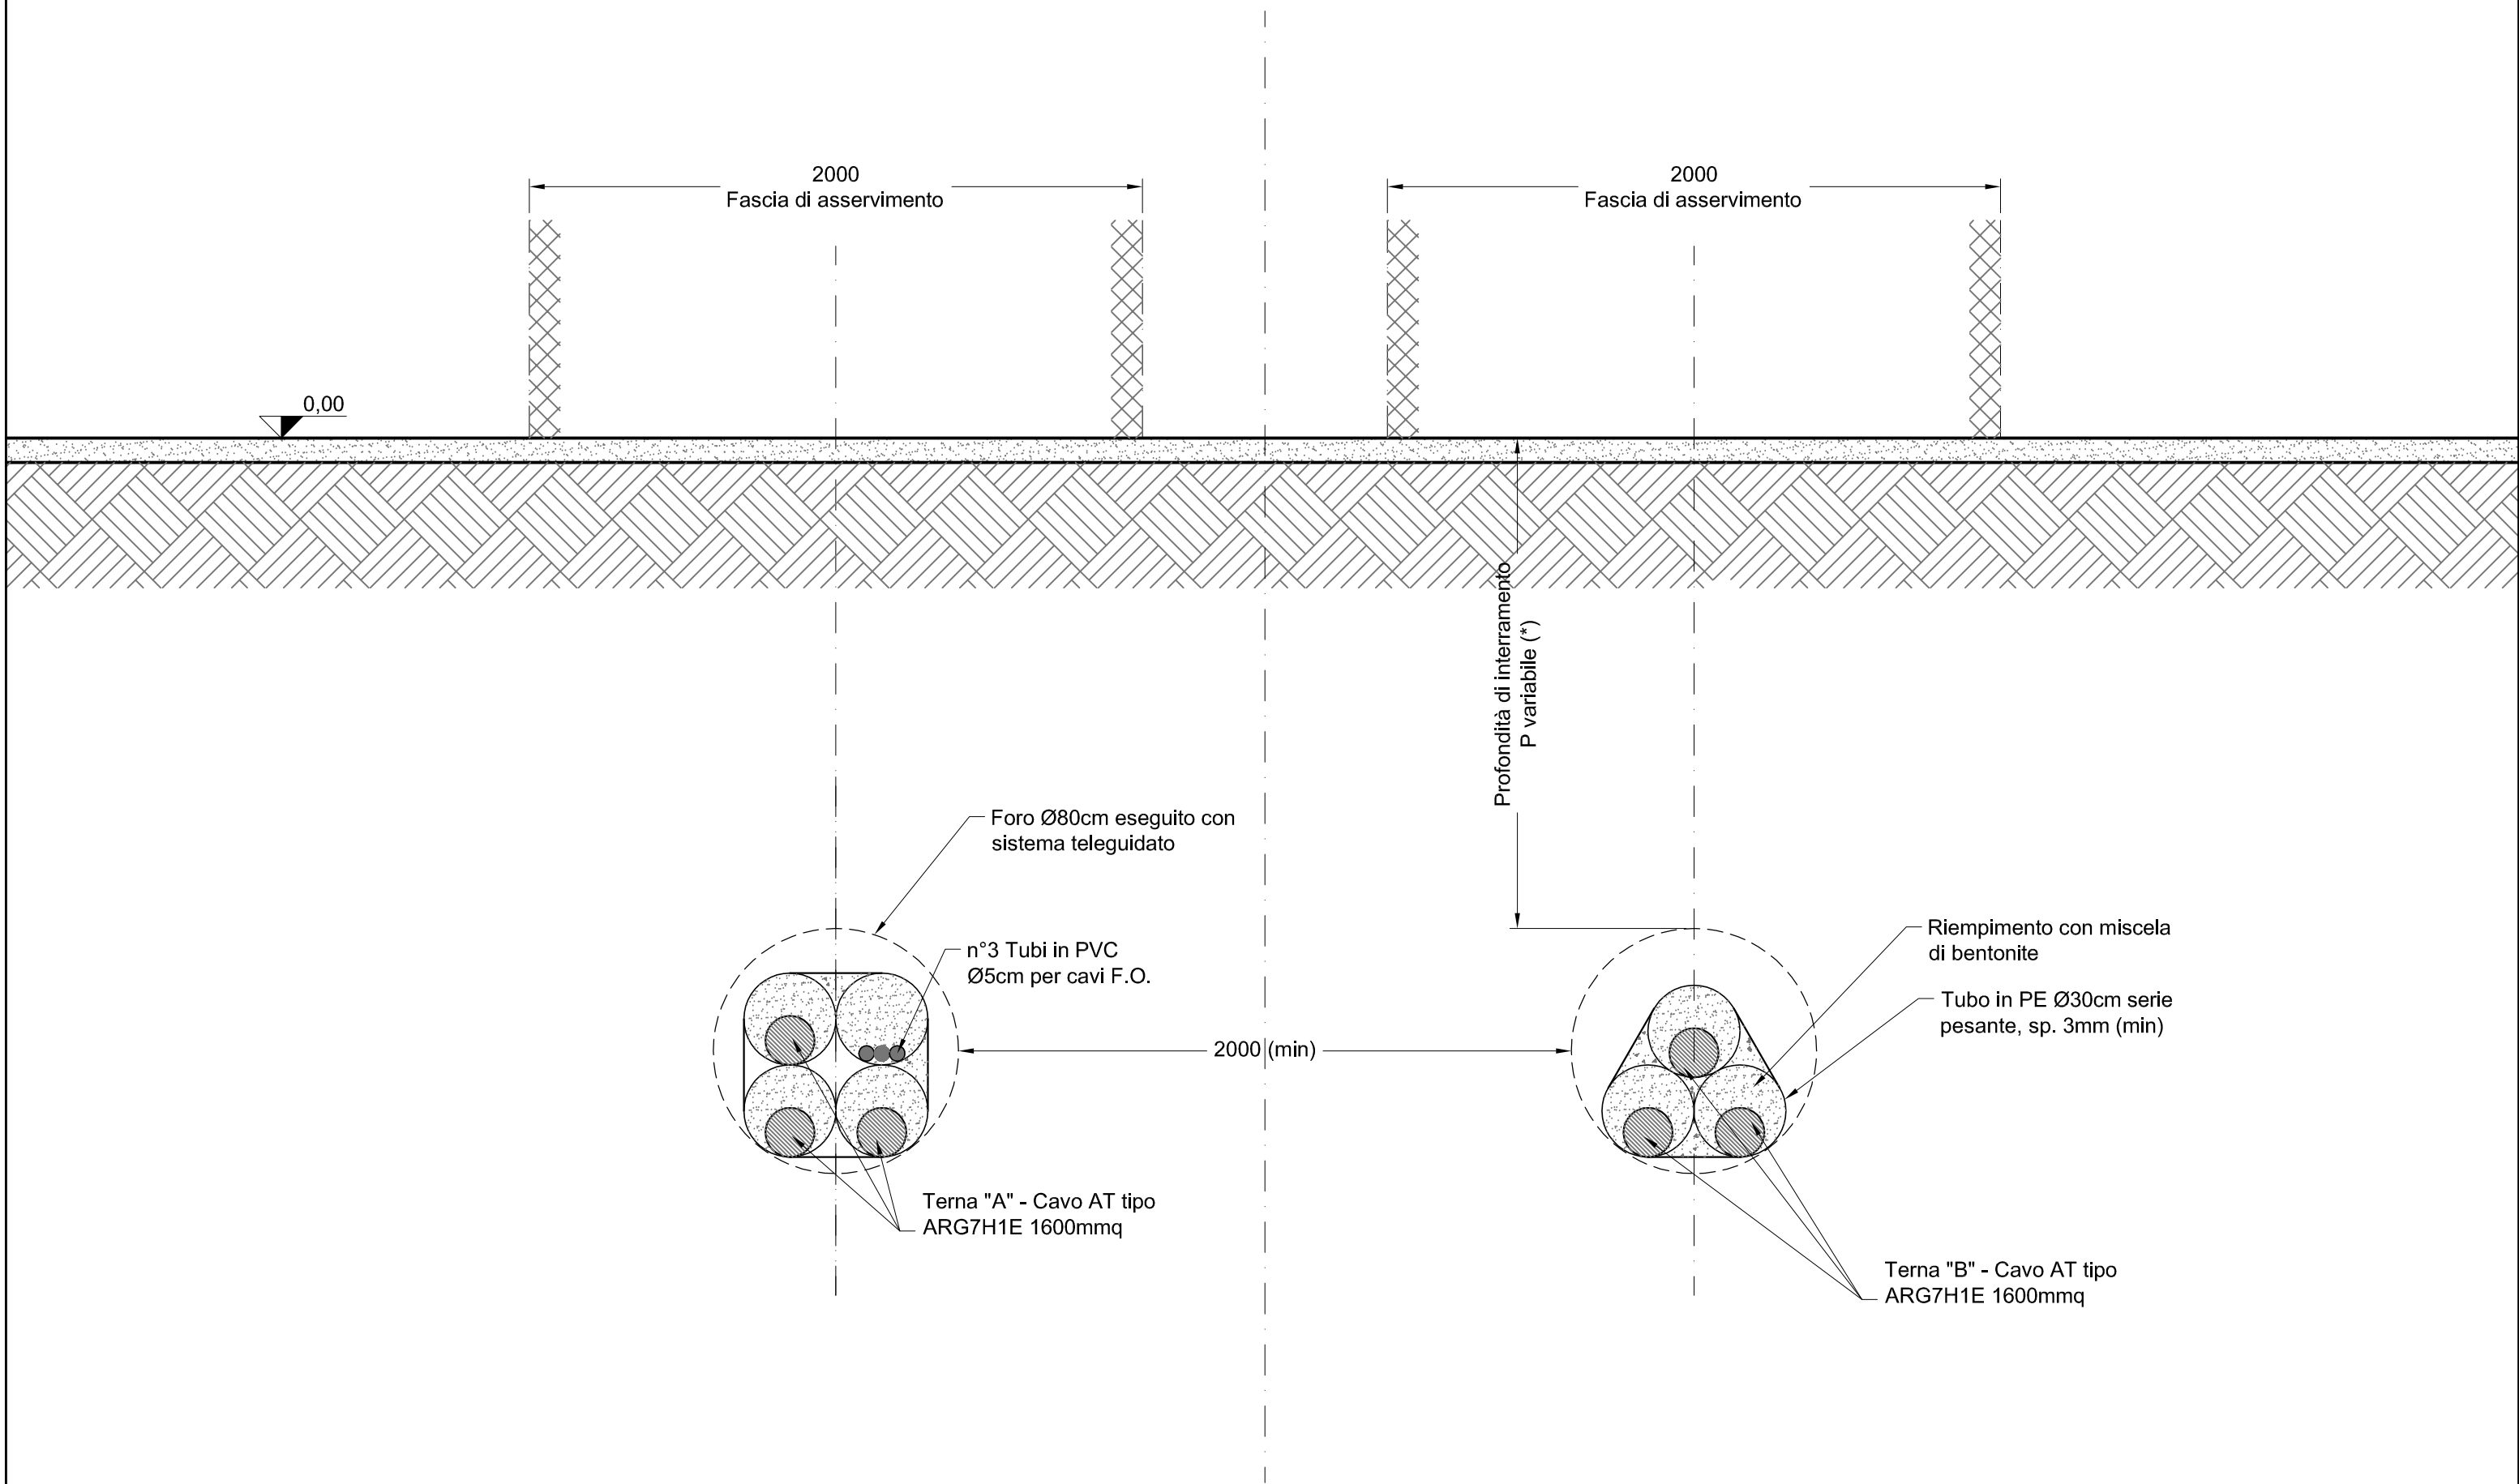 2000
Fascia di asservimento
2000
Fascia di asservimento
0,00
Profondità di interramento
P variabile (*)
Foro Ø80cm eseguito con
sistema teleguidato
n°3 Tubi in PVC
Ø5cm per cavi F.O.
Riempimento con miscela
di bentonite
Tubo in PE Ø30cm serie
pesante, sp. 3mm (min)
2000 (min)
Terna "A" - Cavo AT tipo
ARG7H1E 1600mmq
Terna "B" - Cavo AT tipo
ARG7H1E 1600mmq